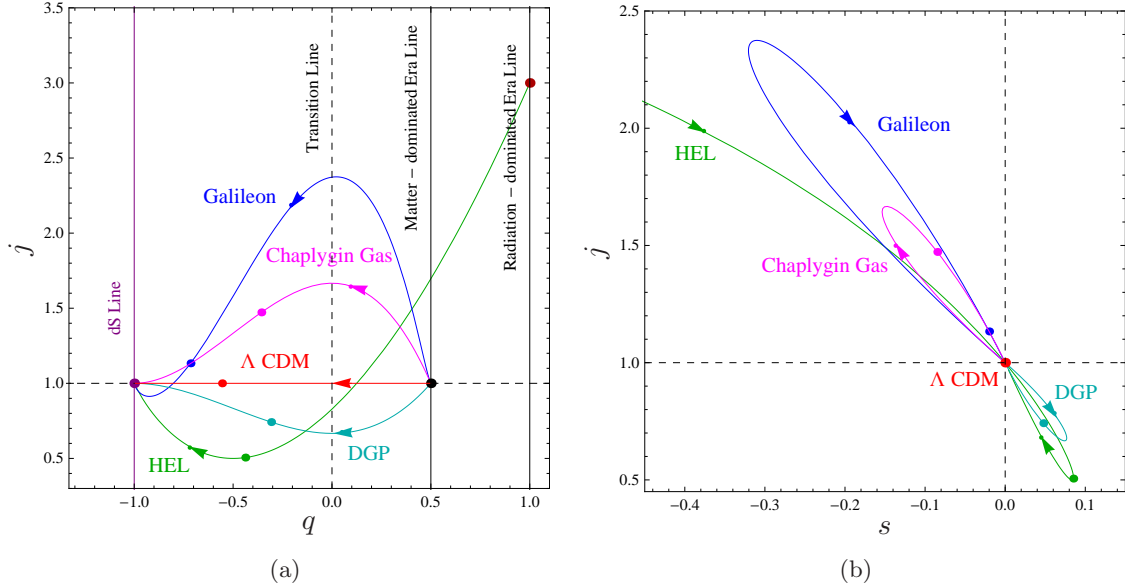 Transition Line
Matter – dominated Era Line
Radiation – dominated Era Line
dS Line
Galileon
Chaplygin Gas
Λ CDM
DGP
HEL
3.0
2.5
2.0
1.5
1.0
0.5
−1.0 −0.5 0.0 0.5 1.0
j
q
(a)
Galileon
HEL
Chaplygin Gas
Λ CDM
DGP
2.5
2.0
1.5
1.0
0.5
−0.4 −0.3 −0.2 −0.1 0.0 0.1
j
s
(b)